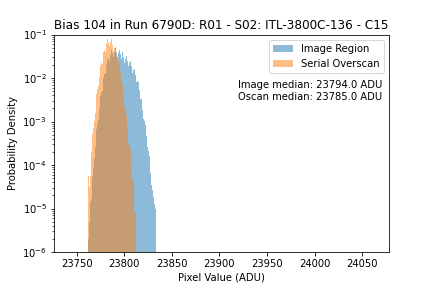 Bias 104 in Run 6790D: R01 - S02: ITL-3800C-136 - C15
Image Region
Serial Overscan
Image median: 23794.0 ADU
Oscan median: 23785.0 ADU
Probability Density
10^-1
10^-2
10^-3
10^-4
10^-5
10^-6
23750 23800 23850 23900 23950 24000 24050
Pixel Value (ADU)